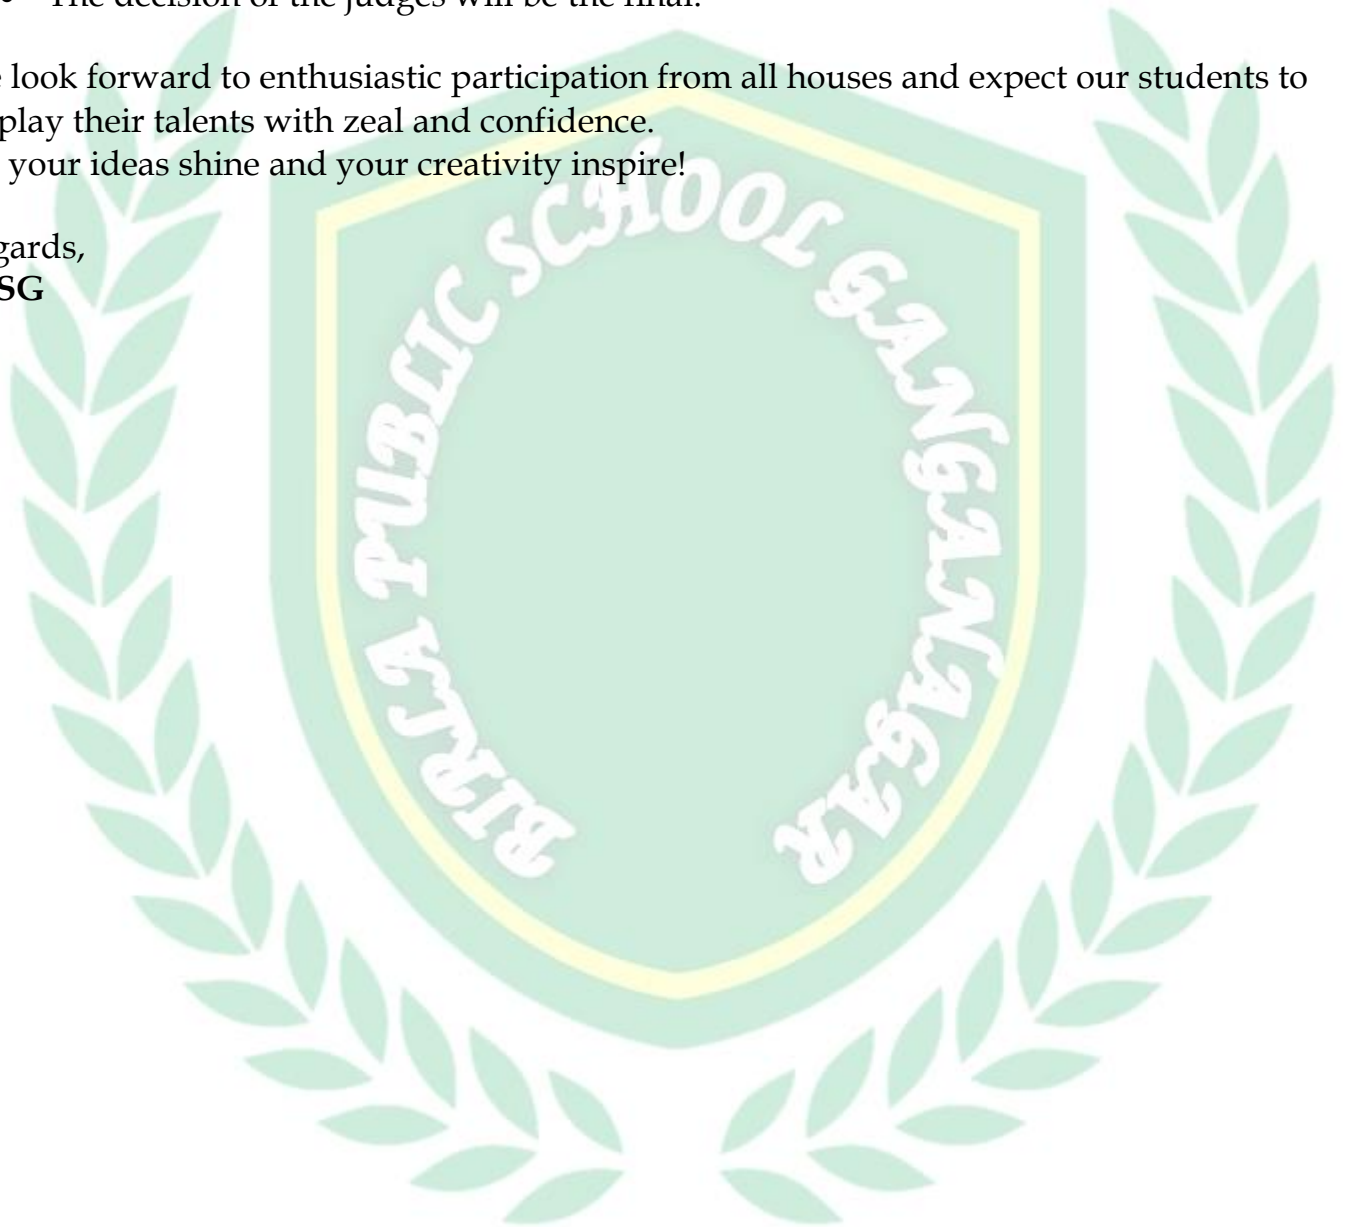 • The decision of the judges will be the final.
e look forward to enthusiastic participation from all houses and expect our students to
play their talents with zeal and confidence.
your ideas shine and your creativity inspire!
gards,
SG
BIRLA PUBLIC SCHOOL GANGANAGAR